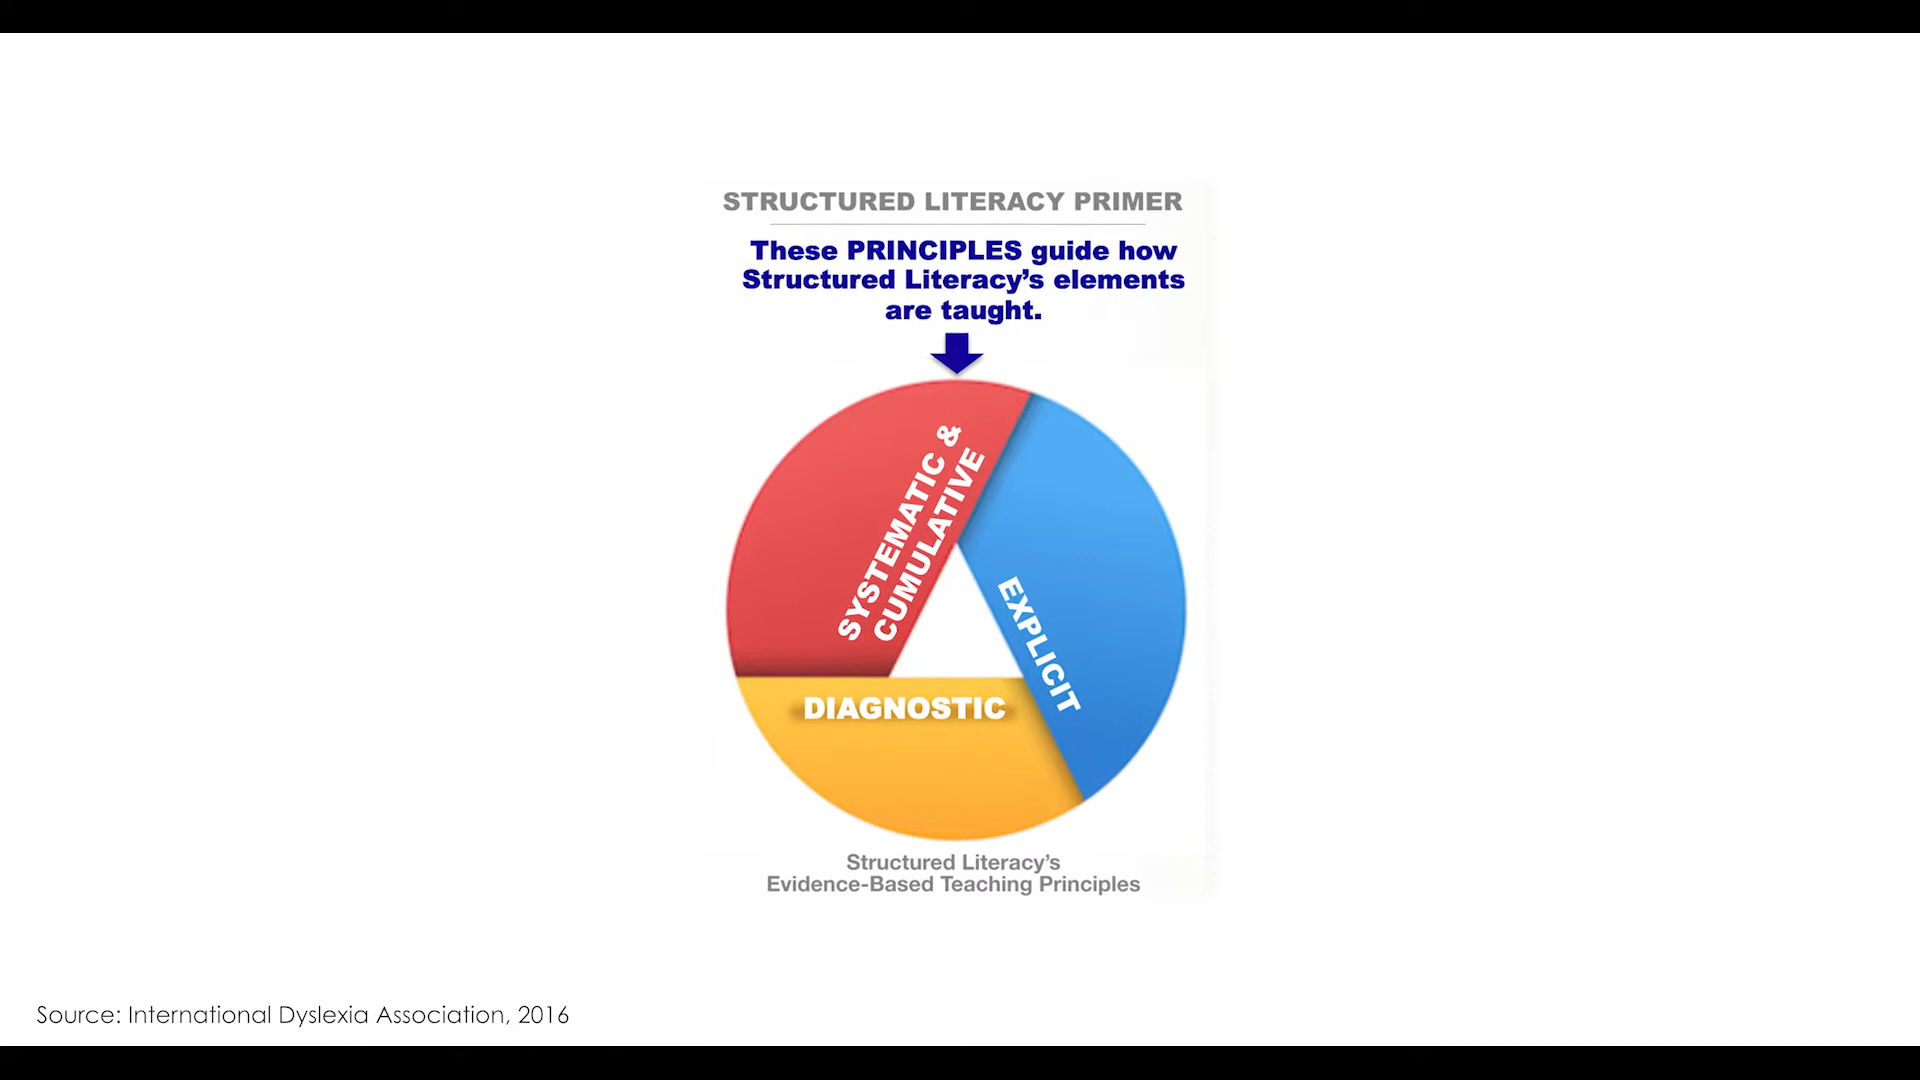 STRUCTURED LITERACY PRIMER
These PRINCIPLES guide how
Structured Literacy’s elements
are taught.
SYSTEMATIC &
CUMULATIVE
EXPLICIT
DIAGNOSTIC
Structured Literacy’s
Evidence-Based Teaching Principles
Source: International Dyslexia Association, 2016